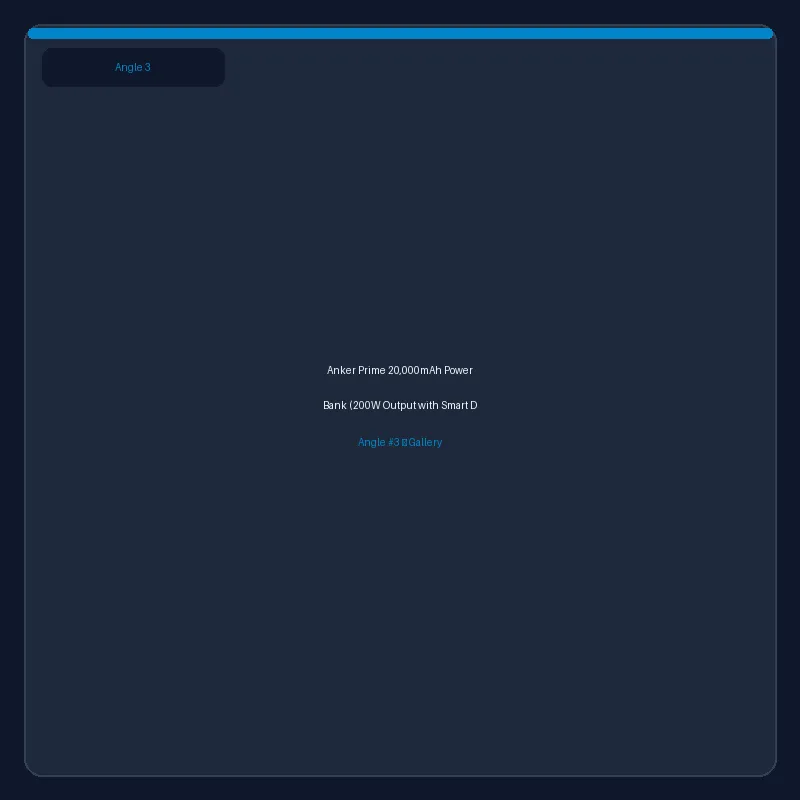 Angle 3
Anker Prime 20,000mAh Power
Bank (200W Output with Smart D
Angle #3 Gallery